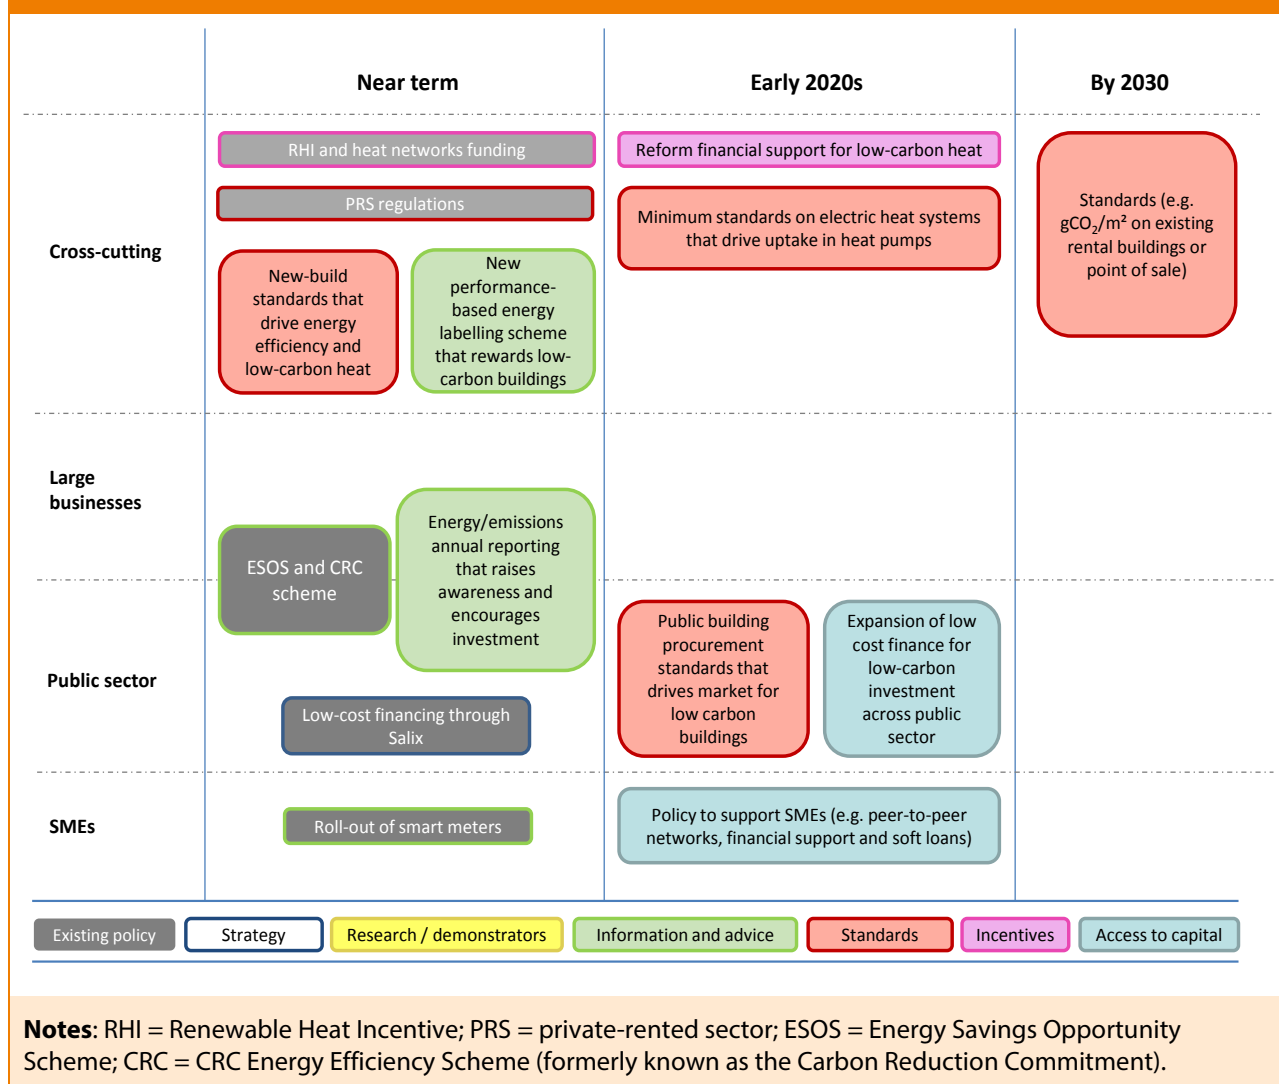 Near term
Early 2020s
By 2030
Cross-cutting
RHI and heat networks funding
PRS regulations
New-build
standards that
drive energy
efficiency and
low-carbon heat
New
performance-
based energy
labelling scheme
that rewards low-
carbon buildings
Reform financial support for low-carbon heat
Minimum standards on electric heat systems
that drive uptake in heat pumps
Standards (e.g.
gCO₂/m² on existing
rental buildings or
point of sale)
Large
businesses
ESOS and CRC
scheme
Energy/emissions
annual reporting
that raises
awareness and
encourages
investment
Public sector
Low-cost financing through
Salix
Public building
procurement
standards that
drives market for
low carbon
buildings
Expansion of low
cost finance for
low-carbon
investment
across public
sector
SMEs
Roll-out of smart meters
Policy to support SMEs (e.g. peer-to-peer
networks, financial support and soft loans)
Existing policy
Strategy
Research / demonstrators
Information and advice
Standards
Incentives
Access to capital
Notes: RHI = Renewable Heat Incentive; PRS = private-rented sector; ESOS = Energy Savings Opportunity
Scheme; CRC = CRC Energy Efficiency Scheme (formerly known as the Carbon Reduction Commitment).